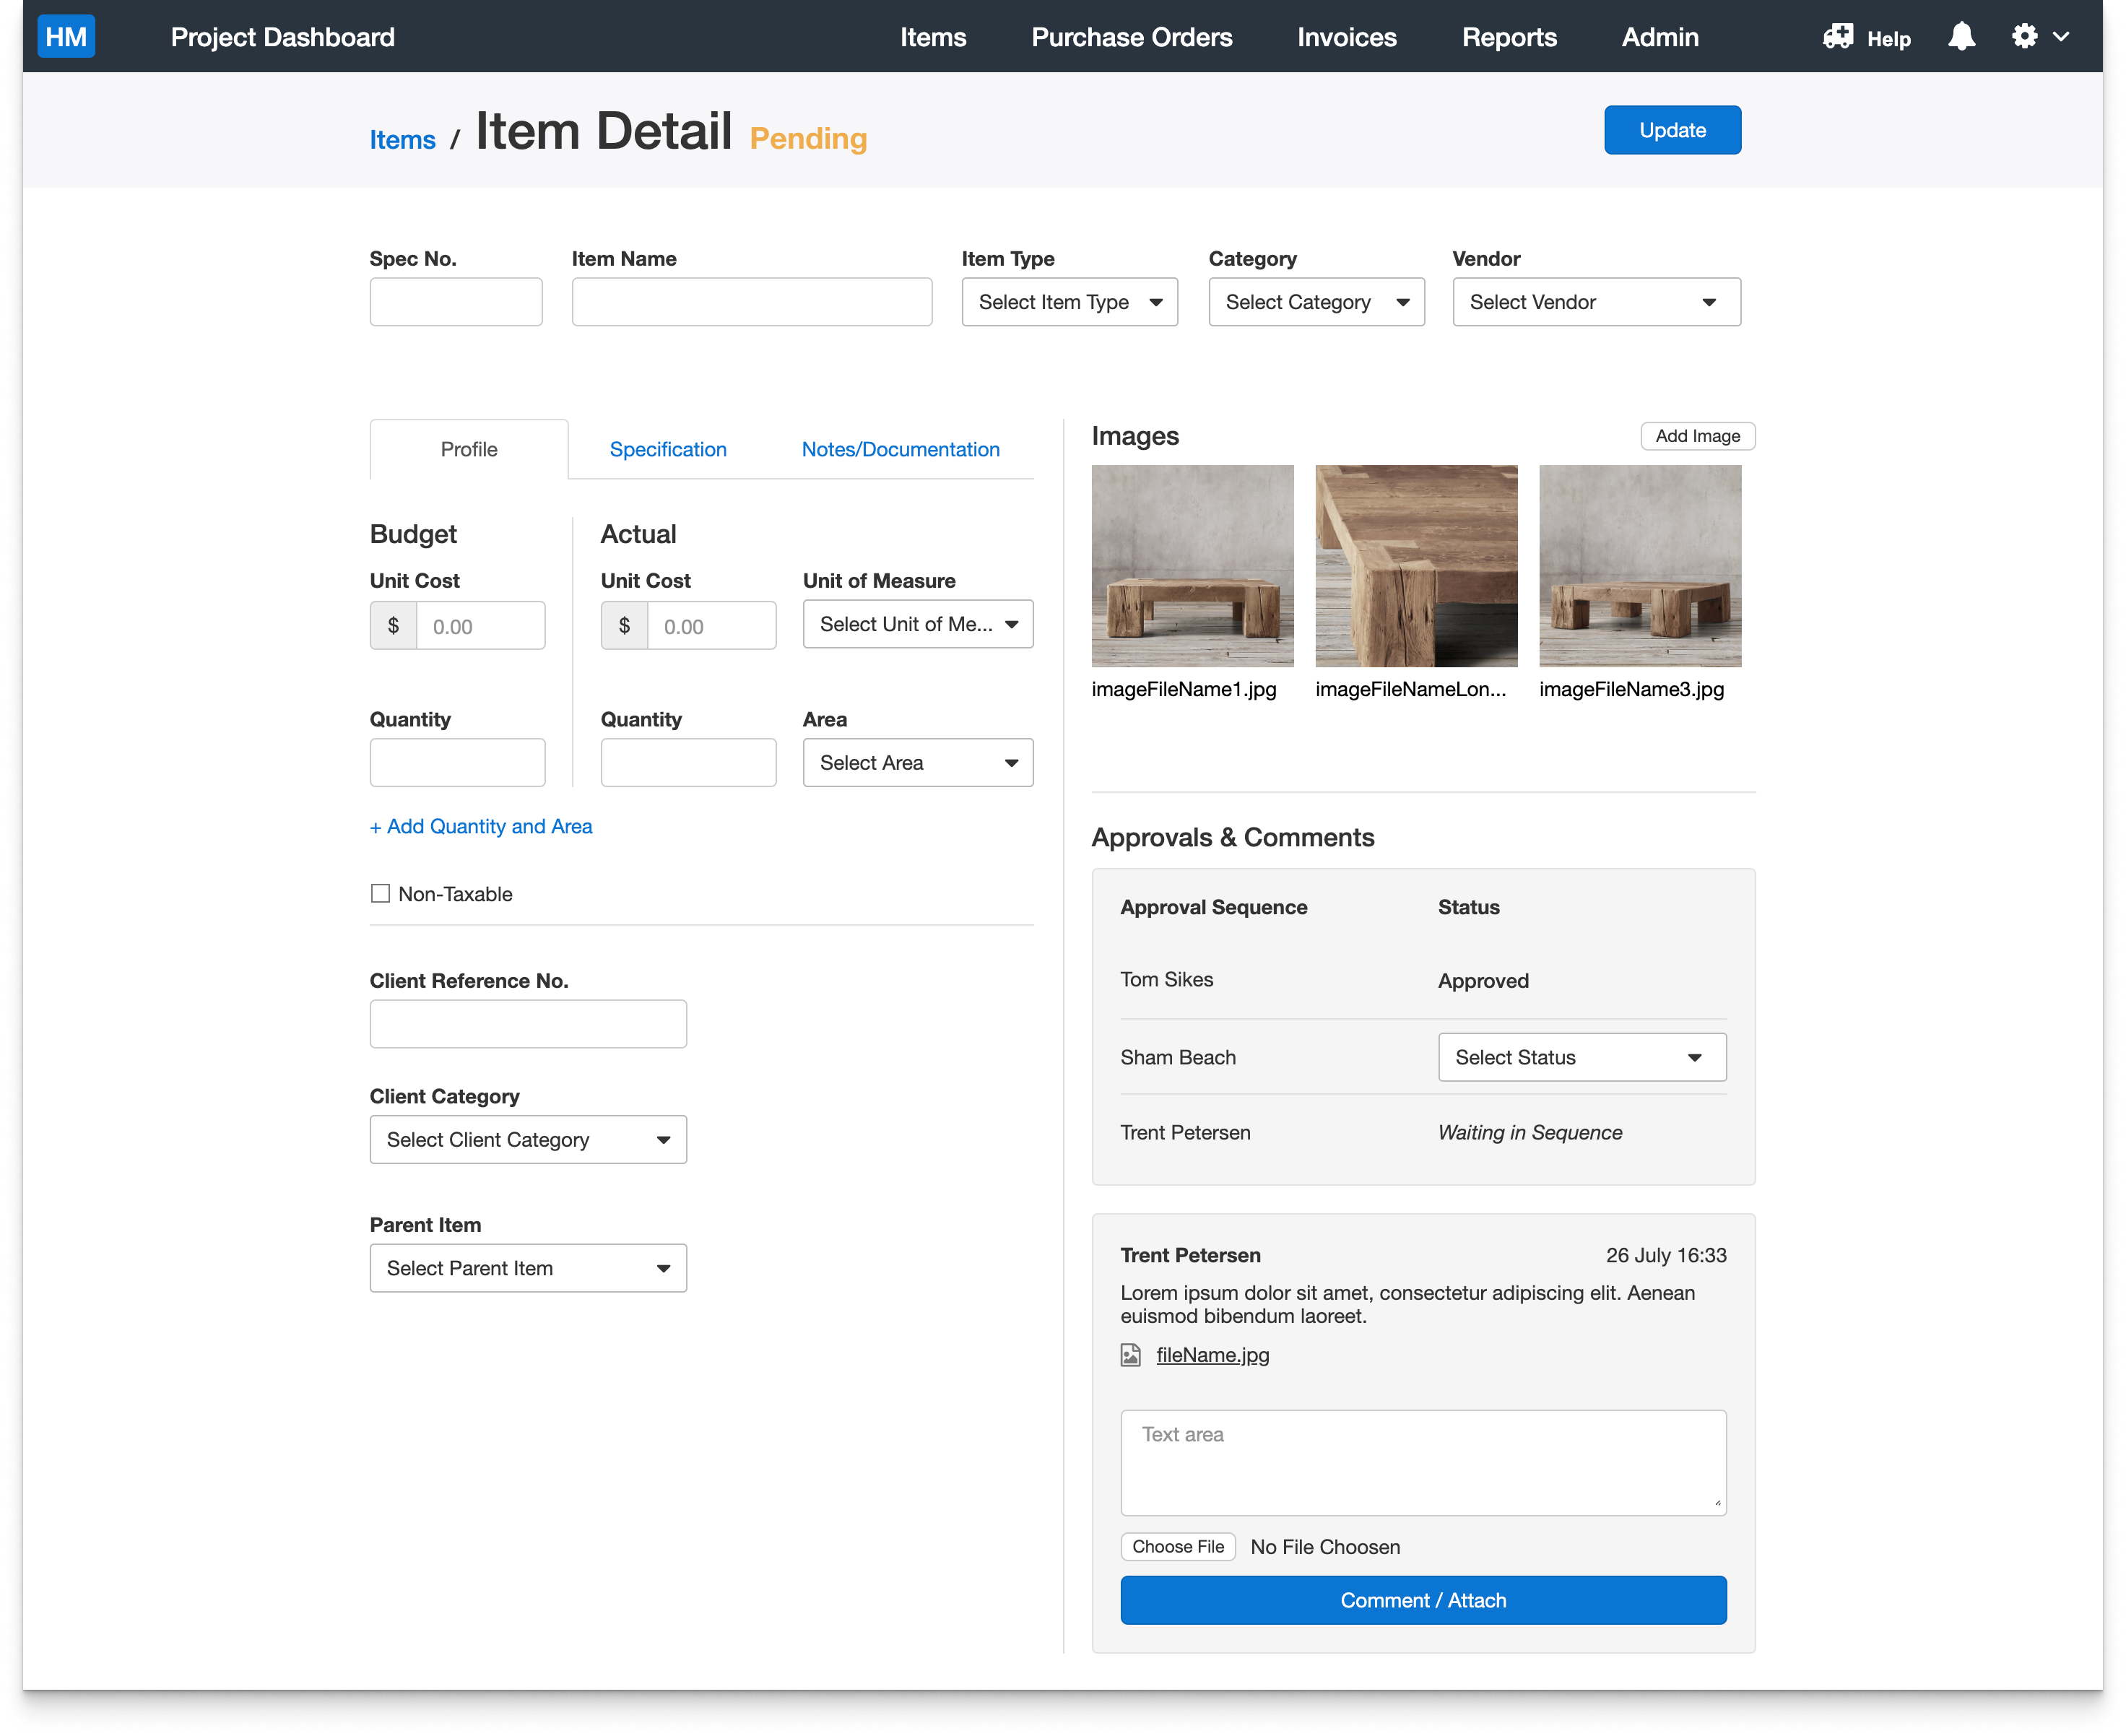 HM
Project Dashboard
Items
Purchase Orders
Invoices
Reports
Admin
Help
Items / Item Detail Pending
Update
Spec No.
Item Name
Item Type
Category
Vendor
Select Item Type
Select Category
Select Vendor
Profile
Specification
Notes/Documentation
Budget
Actual
Unit Cost
Unit Cost
Unit of Measure
$ 0.00
$ 0.00
Select Unit of Me...
Quantity
Quantity
Area
Select Area
+ Add Quantity and Area
Non-Taxable
Client Reference No.
Client Category
Select Client Category
Parent Item
Select Parent Item
Images
Add Image
imageFileName1.jpg
imageFileNameLon...
imageFileName3.jpg
Approvals & Comments
Approval Sequence
Status
Tom Sikes
Approved
Sham Beach
Select Status
Trent Petersen
Waiting in Sequence
Trent Petersen
26 July 16:33
Lorem ipsum dolor sit amet, consectetur adipiscing elit. Aenean
euismod bibendum laoreet.
fileName.jpg
Text area
Choose File
No File Choosen
Comment / Attach